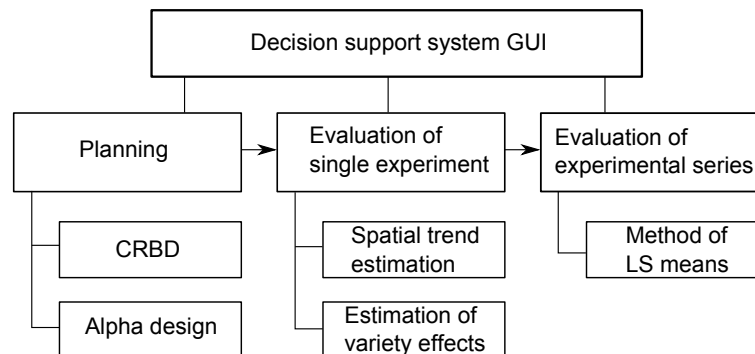 Decision support system GUI
Planning
Evaluation of
single experiment
Evaluation of
experimental series
CRBD
Spatial trend
estimation
Method of
LS means
Alpha design
Estimation of
variety effects